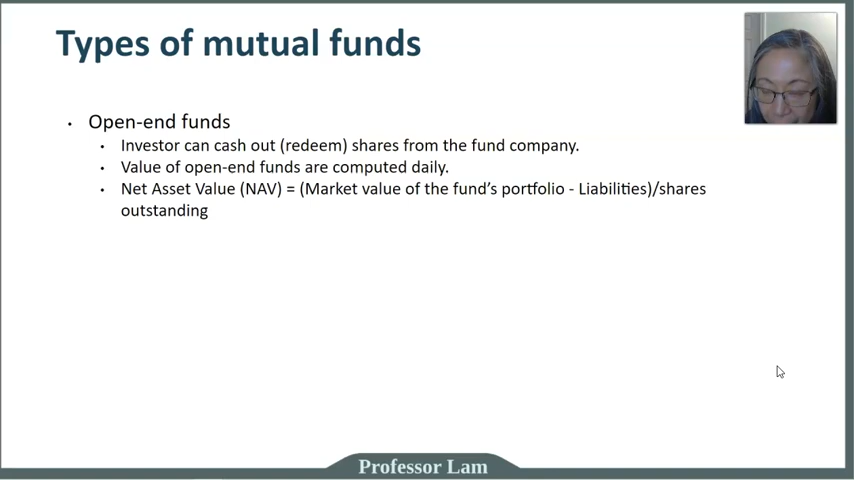 Types of mutual funds
• Open-end funds
• Investor can cash out (redeem) shares from the fund company.
• Value of open-end funds are computed daily.
• Net Asset Value (NAV) = (Market value of the fund's portfolio - Liabilities)/shares
outstanding
Professor Lam